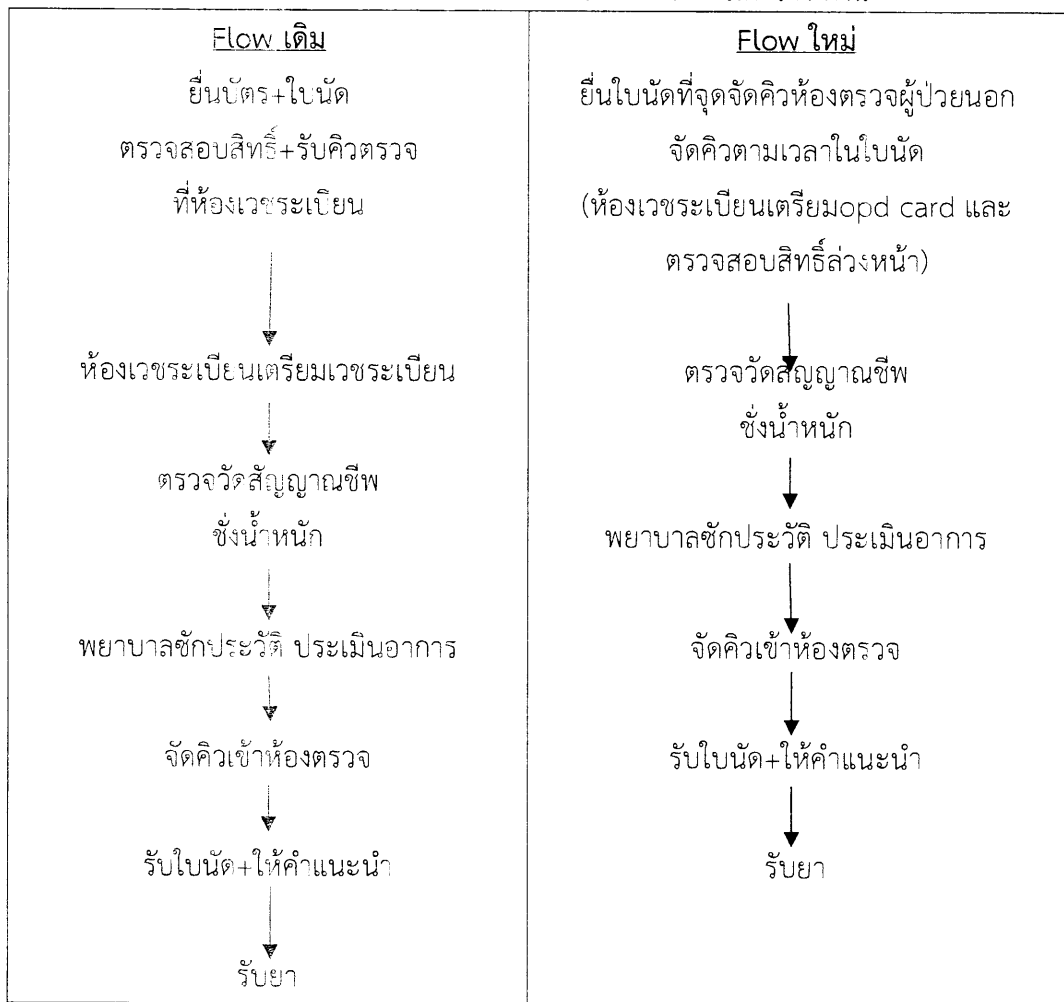 Flow เดิม
ยื่นบัตร+ใบนัด
ตรวจสอบสิทธิ์+รับคิวตรวจ
ที่ห้องเวชระเบียน
ห้องเวชระเบียนเตรียมเวชระเบียน
ตรวจวัดสัญญาณชีพ
ชั่งน้ำหนัก
พยาบาลซักประวัติ ประเมินอาการ
จัดคิวเข้าห้องตรวจ
รับใบนัด+ให้คำแนะนำ
รับยา
Flow ใหม่
ยื่นใบนัดที่จุดจัดคิวห้องตรวจผู้ป่วยนอก
จัดคิวตามเวลาในใบนัด
(ห้องเวชระเบียนเตรียมopd card และ
ตรวจสอบสิทธิ์ล่วงหน้า)
ตรวจวัดสัญญาณชีพ
ชั่งน้ำหนัก
พยาบาลซักประวัติ ประเมินอาการ
จัดคิวเข้าห้องตรวจ
รับใบนัด+ให้คำแนะนำ
รับยา